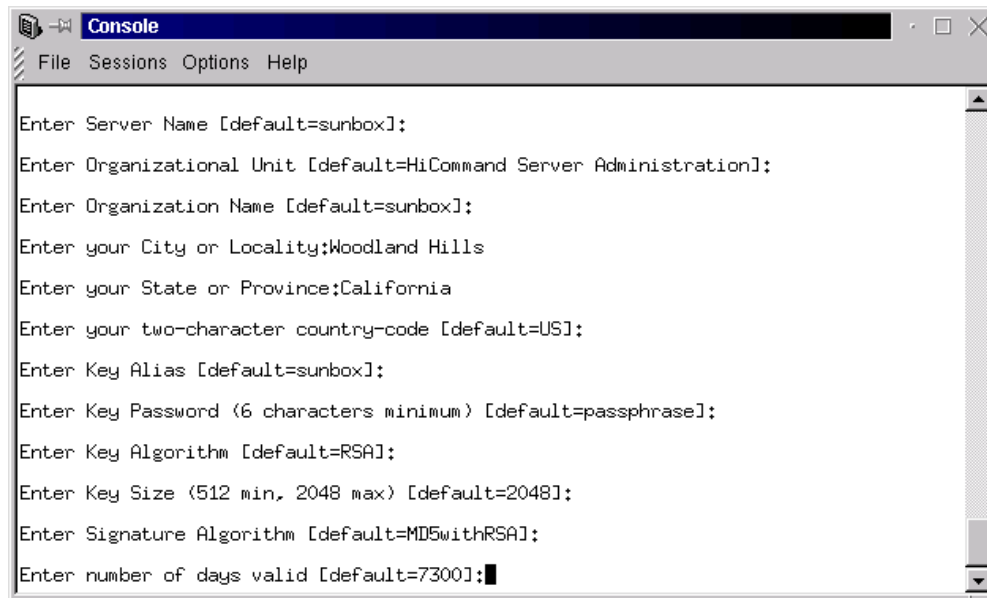 Console
File Sessions Options Help
Enter Server Name [default=sunbox]:
Enter Organizational Unit [default=HiCommand Server Administration]:
Enter Organization Name [default=sunbox]:
Enter your City or Locality:Woodland Hills
Enter your State or Province:California
Enter your two-character country-code [default=US]:
Enter Key Alias [default=sunbox]:
Enter Key Password (6 characters minimum) [default=passphrase]:
Enter Key Algorithm [default=RSA]:
Enter Key Size (512 min, 2048 max) [default=2048]:
Enter Signature Algorithm [default=MD5withRSA]:
Enter number of days valid [default=7300]: